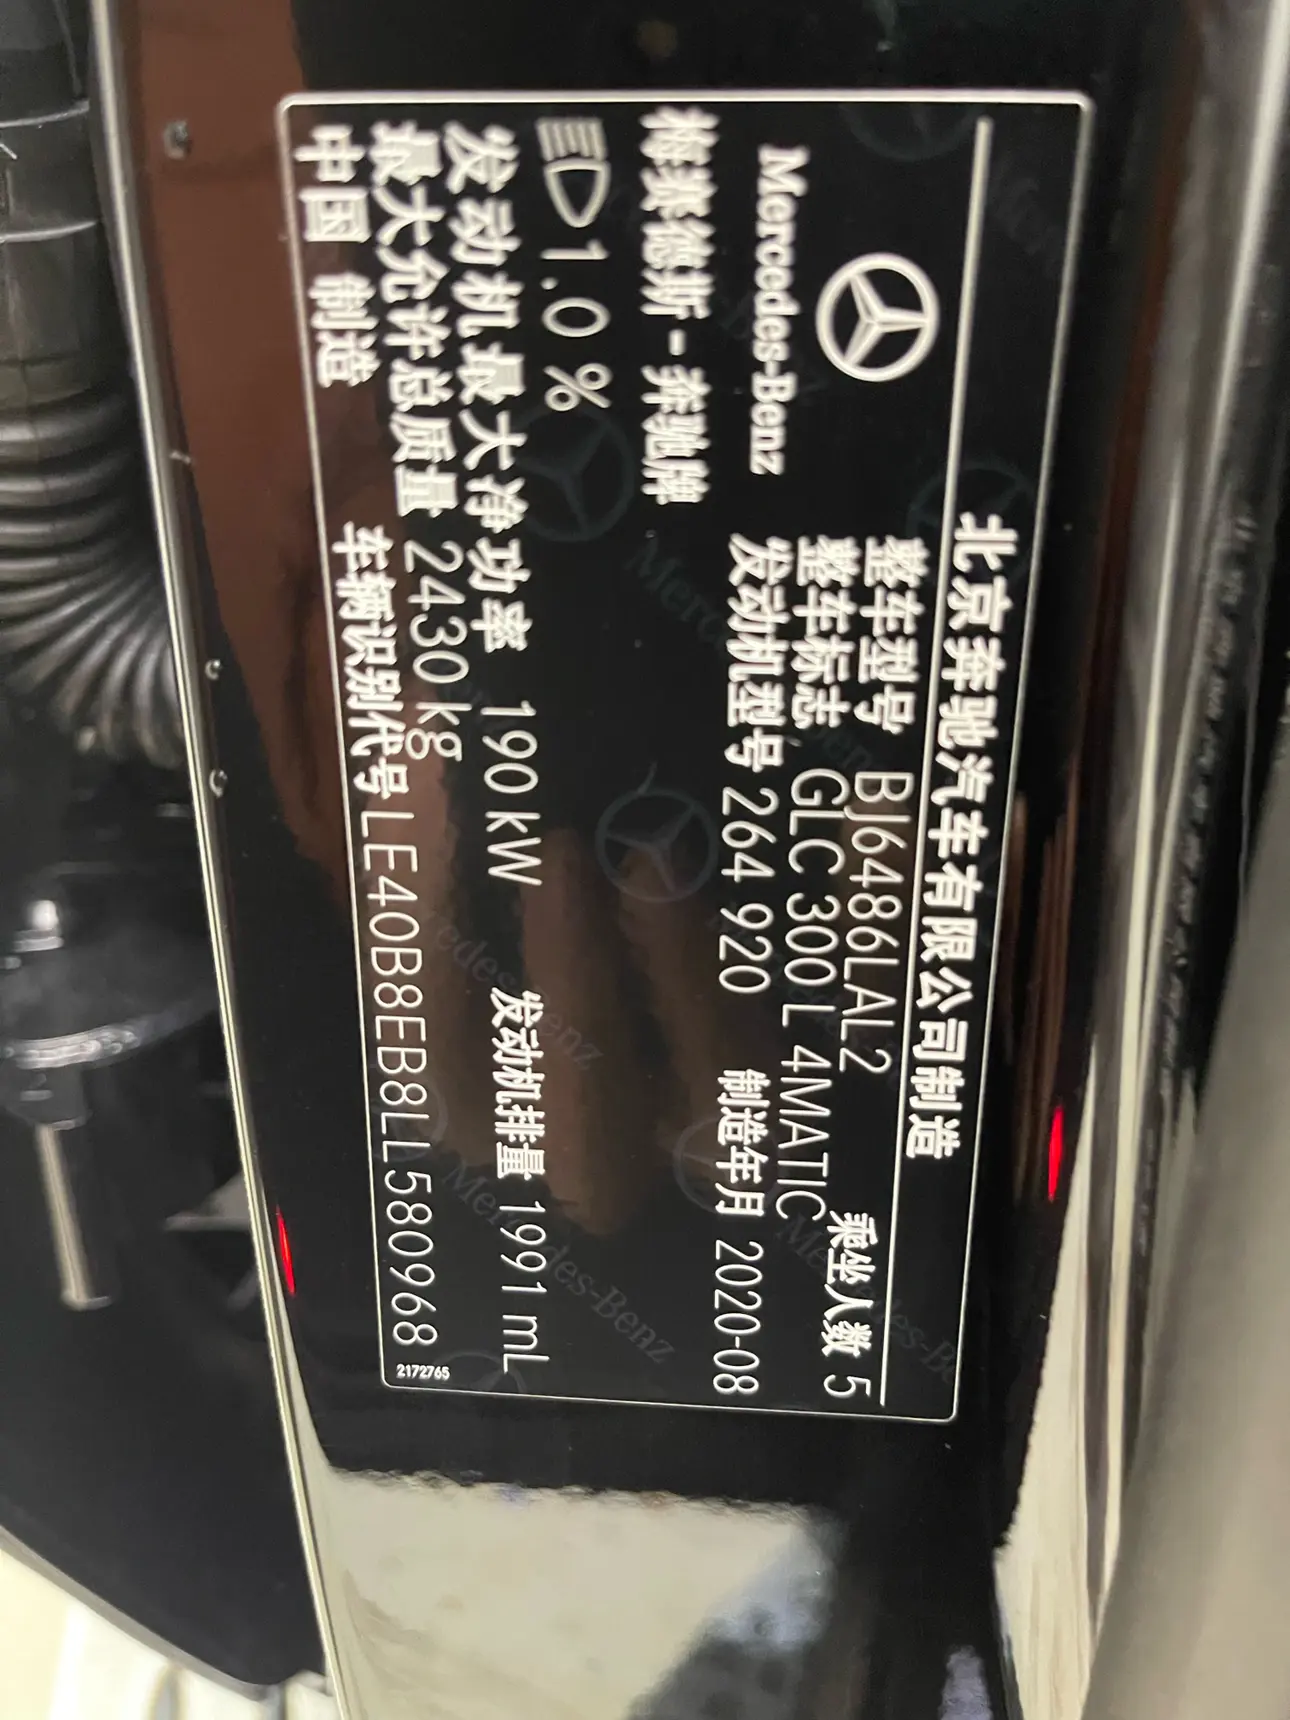 北京奔驰汽车有限公司制造
Mercedes-Benz
整车型号 BJ6486LAL2 乘坐人数 5
整车标志 GLC 300 L 4MATIC
发动机型号 264 920 制造年月 2020-08
梅赛德斯-奔驰牌
1.0 %
发动机最大净功率 190 kW 发动机排量 1991 mL
最大允许总质量 2430 kg
中国 制造 车辆识别代号 LE40B8EB8LL580968
2172765